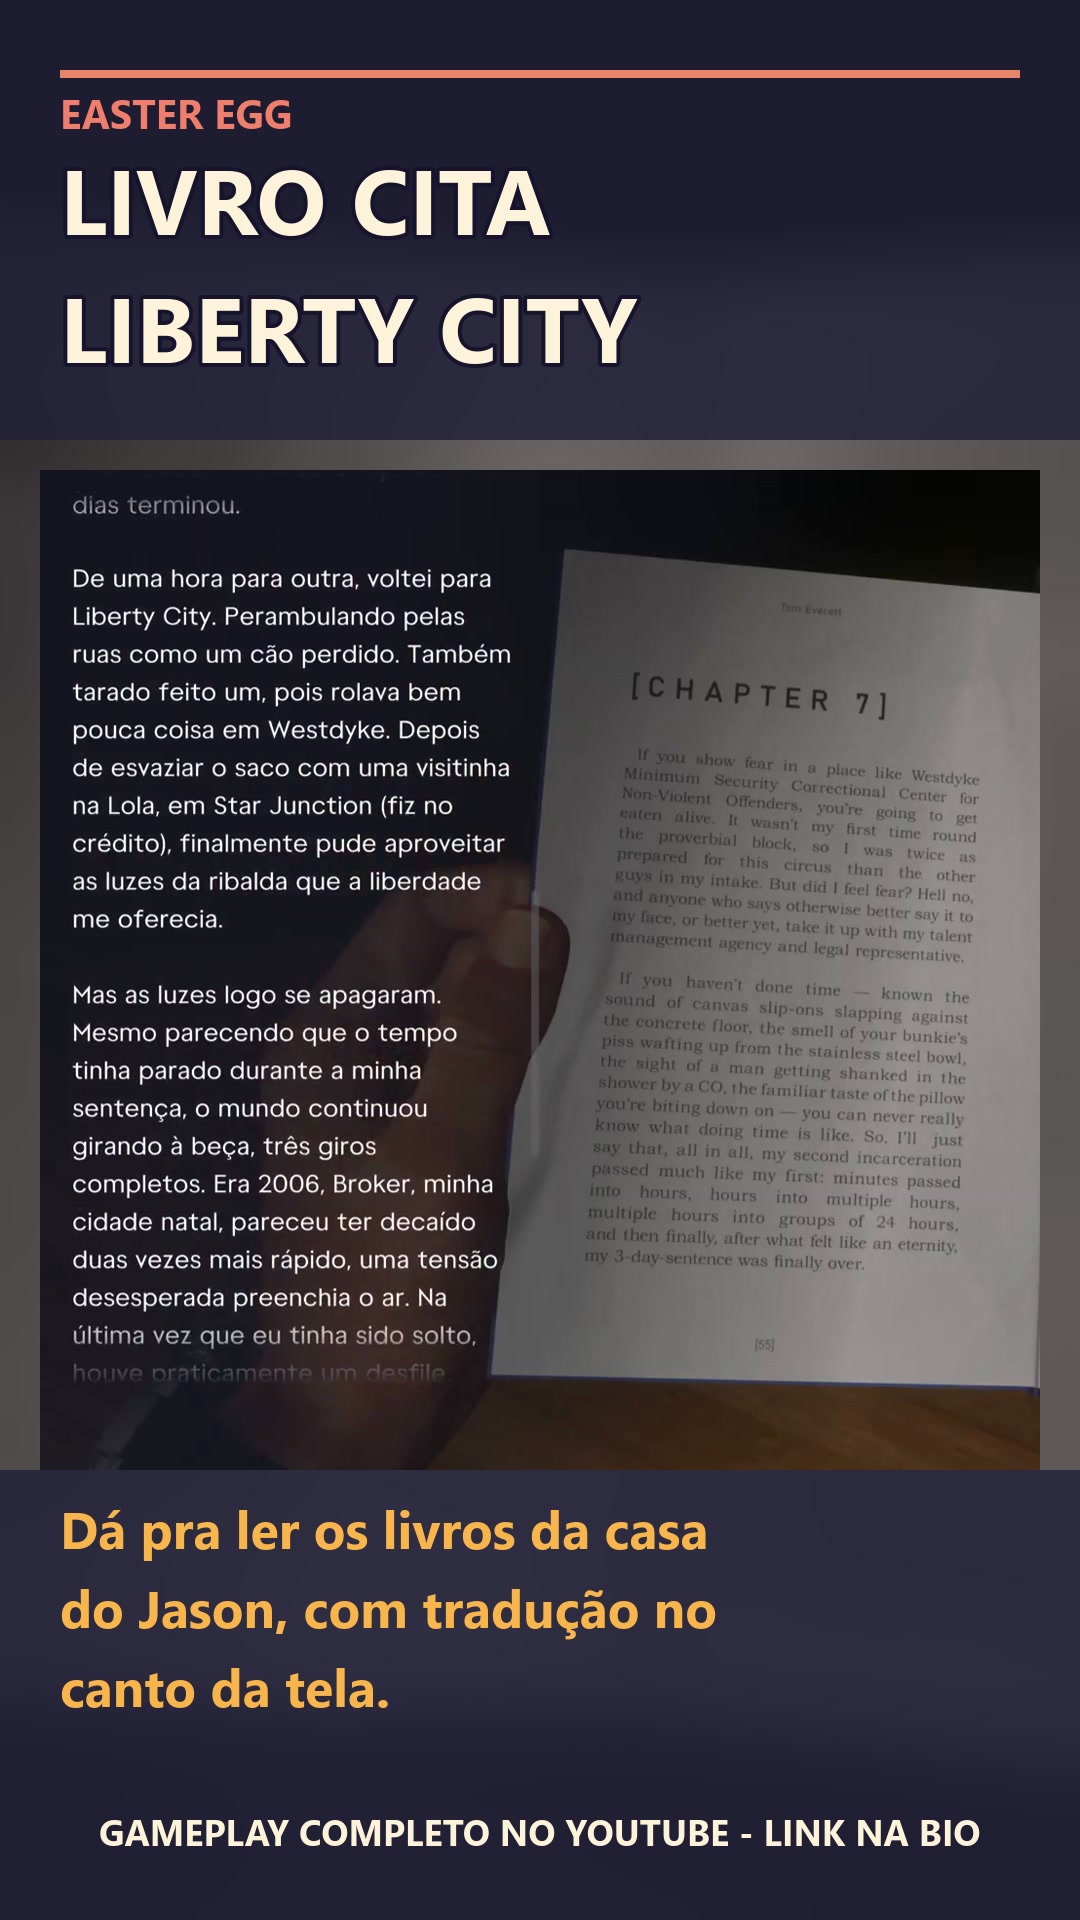 EASTER EGG
LIVRO CITA
LIBERTY CITY
dias terminou.
De uma hora para outra, voltei para
Liberty City. Perambulando pelas
ruas como um cão perdido. Também
tarado feito um, pois rolava bem
pouca coisa em Westdyke. Depois
de esvaziar o saco com uma visitinha
na Lola, em Star Junction (fiz no
crédito), finalmente pude aproveitar
as luzes da ribalda que a liberdade
me oferecia.
Mas as luzes logo se apagaram.
Mesmo parecendo que o tempo
tinha parado durante a minha
sentença, o mundo continuou
girando à beça, três giros
completos. Era 2006, Broker, minha
cidade natal, pareceu ter decaído
duas vezes mais rápido, uma tensão
desesperada preenchia o ar. Na
última vez que eu tinha sido solto,
houve praticamente um desfile.
Tom Everett
[CHAPTER 7]
If you show fear in a place like Westdyke
Minimum Security Correctional Center for
Non-Violent Offenders, you're going to get
eaten alive. It wasn't my first time round
the proverbial block, so I was twice as
prepared for this circus than the other
guys in my intake. But did I feel fear? Hell no,
and anyone who says otherwise better say it to
my face, or better yet, take it up with my talent
management agency and legal representative.
If you haven't done time — known the
sound of canvas slip-ons slapping against
the concrete floor, the smell of your bunkie's
piss wafting up from the stainless steel bowl,
the sight of a man getting shanked in the
shower by a CO, the familiar taste of the pillow
you're biting down on — you can never really
know what doing time is like. So, I'll just
say that, all in all, my second incarceration
passed much like my first: minutes passed
into hours, hours into multiple hours,
multiple hours into groups of 24 hours,
and then finally, after what felt like an eternity,
my 3-day-sentence was finally over.
[55]
Dá pra ler os livros da casa
do Jason, com tradução no
canto da tela.
GAMEPLAY COMPLETO NO YOUTUBE - LINK NA BIO